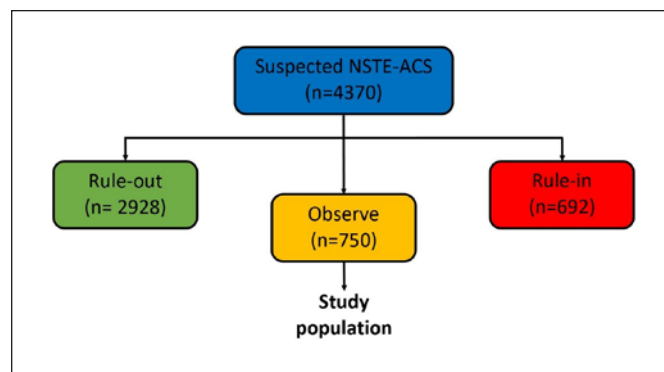 Suspected NSTE-ACS
(n=4370)
Rule-out
(n= 2928)
Observe
(n=750)
Rule-in
(n=692)
Study
population